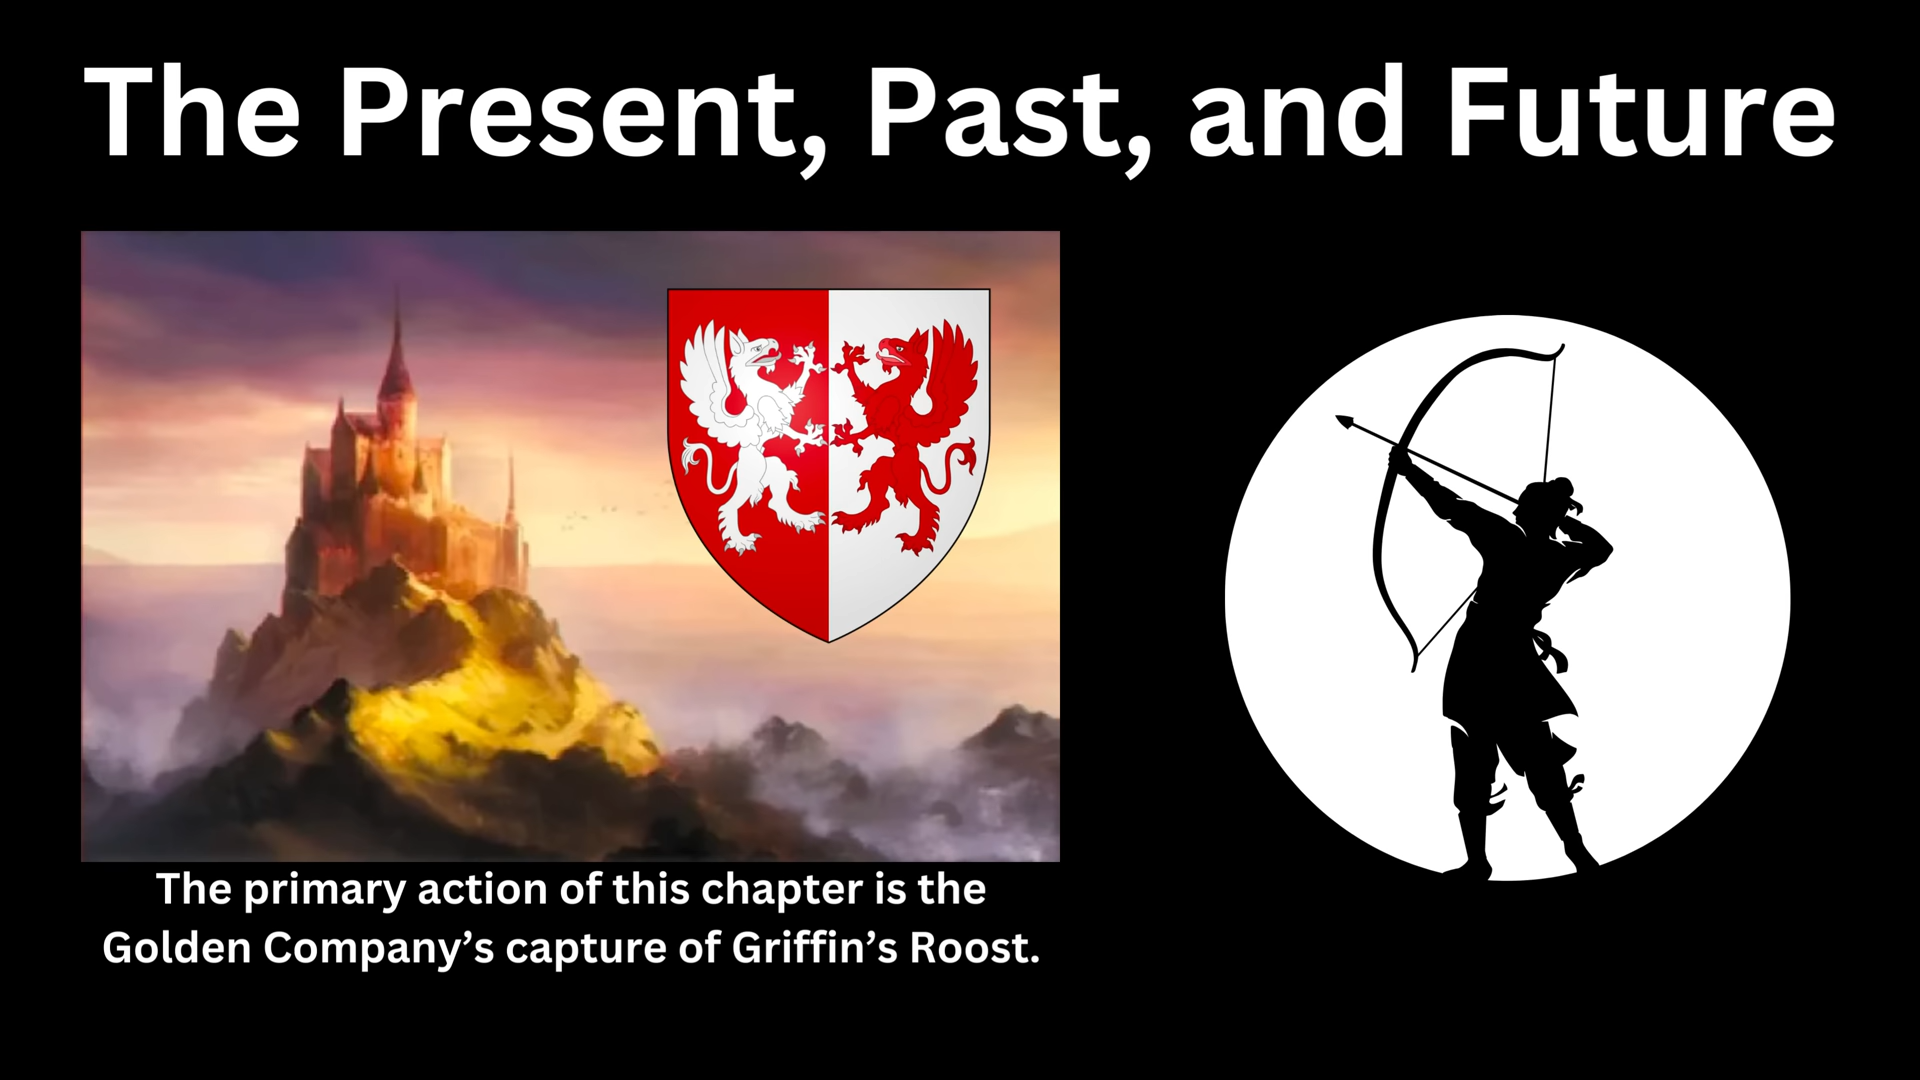 The Present, Past, and Future
The primary action of this chapter is the
Golden Company’s capture of Griffin’s Roost.